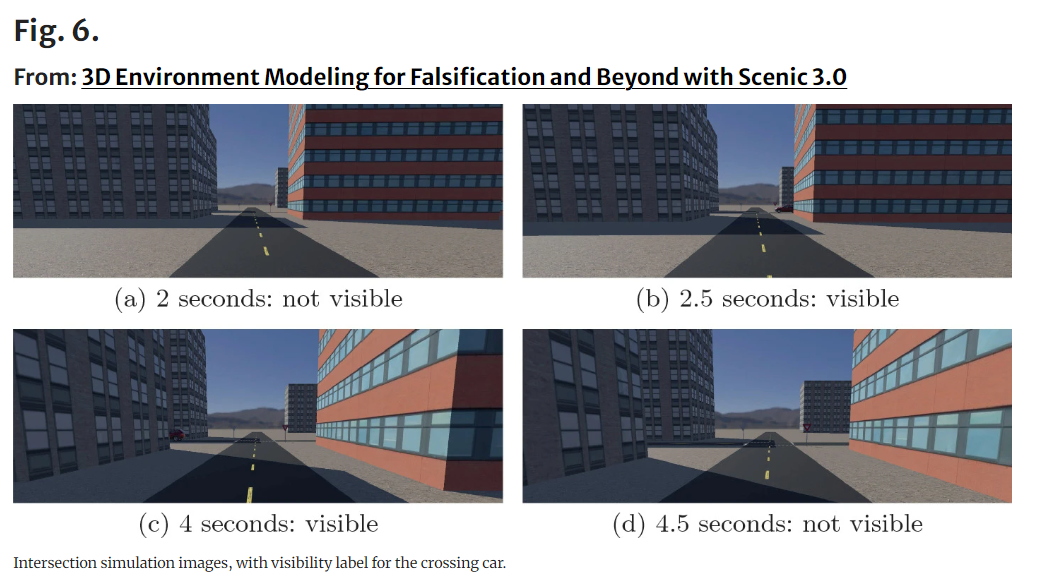 Fig. 6.
From: 3D Environment Modeling for Falsification and Beyond with Scenic 3.0
(a) 2 seconds: not visible
(b) 2.5 seconds: visible
(c) 4 seconds: visible
(d) 4.5 seconds: not visible
Intersection simulation images, with visibility label for the crossing car.